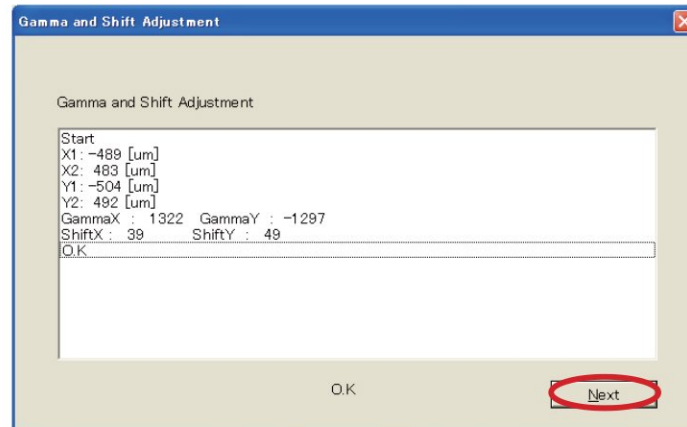 Gamma and Shift Adjustment
Gamma and Shift Adjustment
Start
X1: -489 [um]
X2: 483 [um]
Y1: -504 [um]
Y2: 492 [um]
GammaX : 1322 GammaY : -1297
ShiftX : 39 ShiftY : 49
O.K
O.K
Next